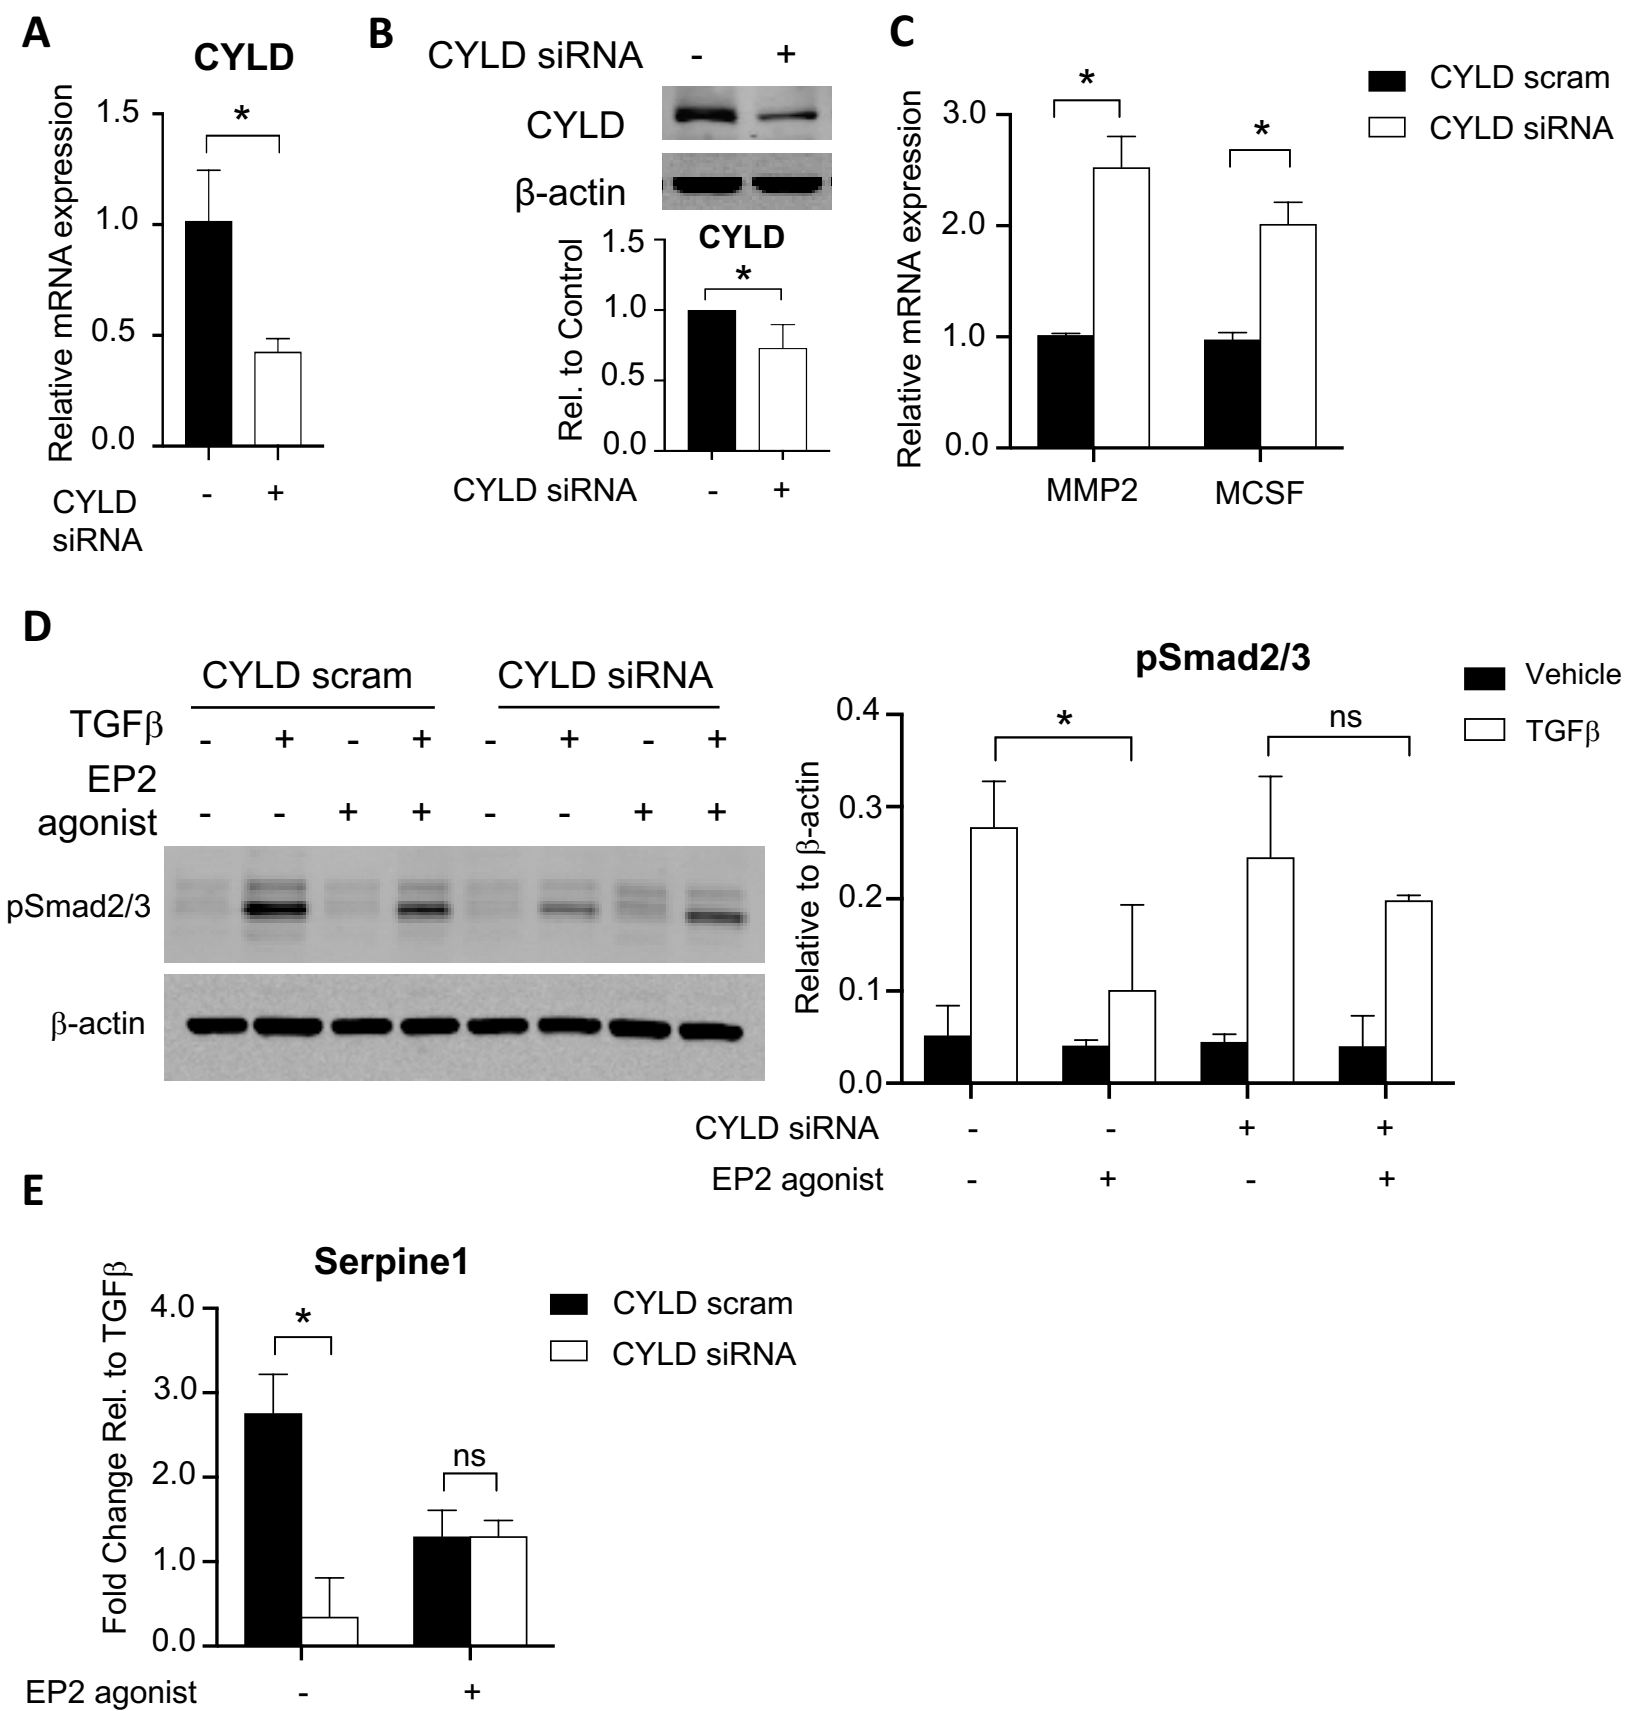 A
CYLD
*
Relative mRNA expression
1.5
1.0
0.5
0.0
CYLD
siRNA
- +
B
CYLD siRNA - +
CYLD
β-actin
CYLD
*
Rel. to Control
1.5
1.0
0.5
0.0
CYLD siRNA - +
C
CYLD scram
CYLD siRNA
* *
Relative mRNA expression
3.0
2.0
1.0
0.0
MMP2 MCSF
D
CYLD scram CYLD siRNA
TGFβ - + - + - + - +
EP2
agonist - - + + - - + +
pSmad2/3
β-actin
pSmad2/3
Vehicle
TGFβ
* ns
Relative to β-actin
0.4
0.3
0.2
0.1
0.0
CYLD siRNA - - + +
EP2 agonist - + - +
E
Serpine1
CYLD scram
CYLD siRNA
*
ns
Fold Change Rel. to TGFβ
4.0
3.0
2.0
1.0
0.0
EP2 agonist - +